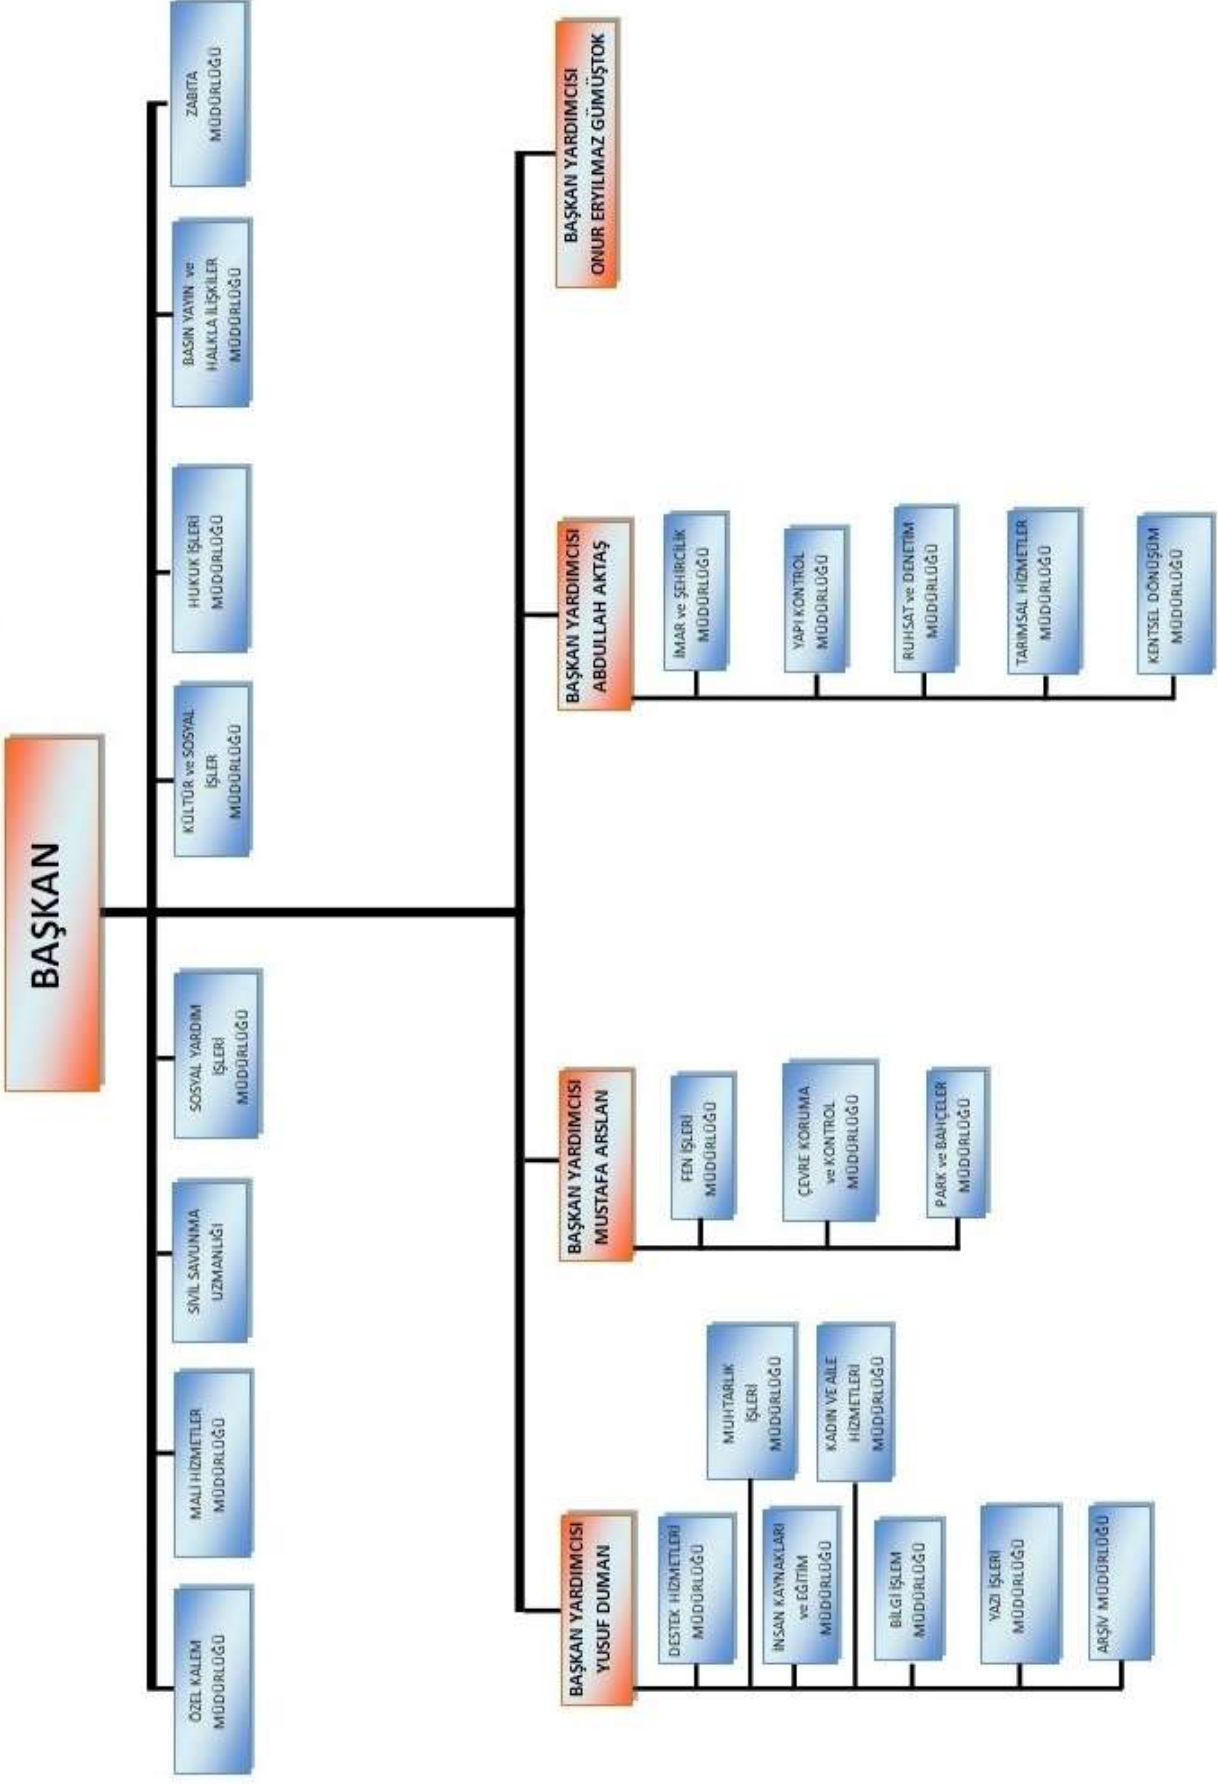 BAŞKAN
ÖZEL KALEM
MÜDÜRLÜĞÜ
MALİ HİZMETLER
MÜDÜRLÜĞÜ
SİVİL SAVUNMA
UZMANLIĞI
SOSYAL YARDIM
İŞLERİ
MÜDÜRLÜĞÜ
KÜLTÜR ve SOSYAL
İŞLER
MÜDÜRLÜĞÜ
HUKUK İŞLERİ
MÜDÜRLÜĞÜ
BASIN YAYIN ve
HALKLA İLİŞKİLER
MÜDÜRLÜĞÜ
ZABITA
MÜDÜRLÜĞÜ
BAŞKAN YARDIMCISI
YUSUF DUMAN
DESTEK HİZMETLERİ
MÜDÜRLÜĞÜ
MUHTARLIK
İŞLERİ
MÜDÜRLÜĞÜ
İNSAN KAYNAKLARI
ve EĞİTİM
MÜDÜRLÜĞÜ
KADIN VE AİLE
HİZMETLERİ
MÜDÜRLÜĞÜ
BİLGİ İŞLEM
MÜDÜRLÜĞÜ
YAZI İŞLERİ
MÜDÜRLÜĞÜ
ARŞİV MÜDÜRLÜĞÜ
BAŞKAN YARDIMCISI
MUSTAFA ARSLAN
FEN İŞLERİ
MÜDÜRLÜĞÜ
ÇEVRE KORUMA
ve KONTROL
MÜDÜRLÜĞÜ
PARK ve BAHÇELER
MÜDÜRLÜĞÜ
BAŞKAN YARDIMCISI
ABDULLAH AKTAŞ
İMAR ve ŞEHİRCİLİK
MÜDÜRLÜĞÜ
YAPI KONTROL
MÜDÜRLÜĞÜ
RUHSAT ve DENETİM
MÜDÜRLÜĞÜ
TARIMSAL HİZMETLER
MÜDÜRLÜĞÜ
KENTSEL DÖNÜŞÜM
MÜDÜRLÜĞÜ
BAŞKAN YARDIMCISI
ONUR ERYILMAZ GÜMÜŞTOK